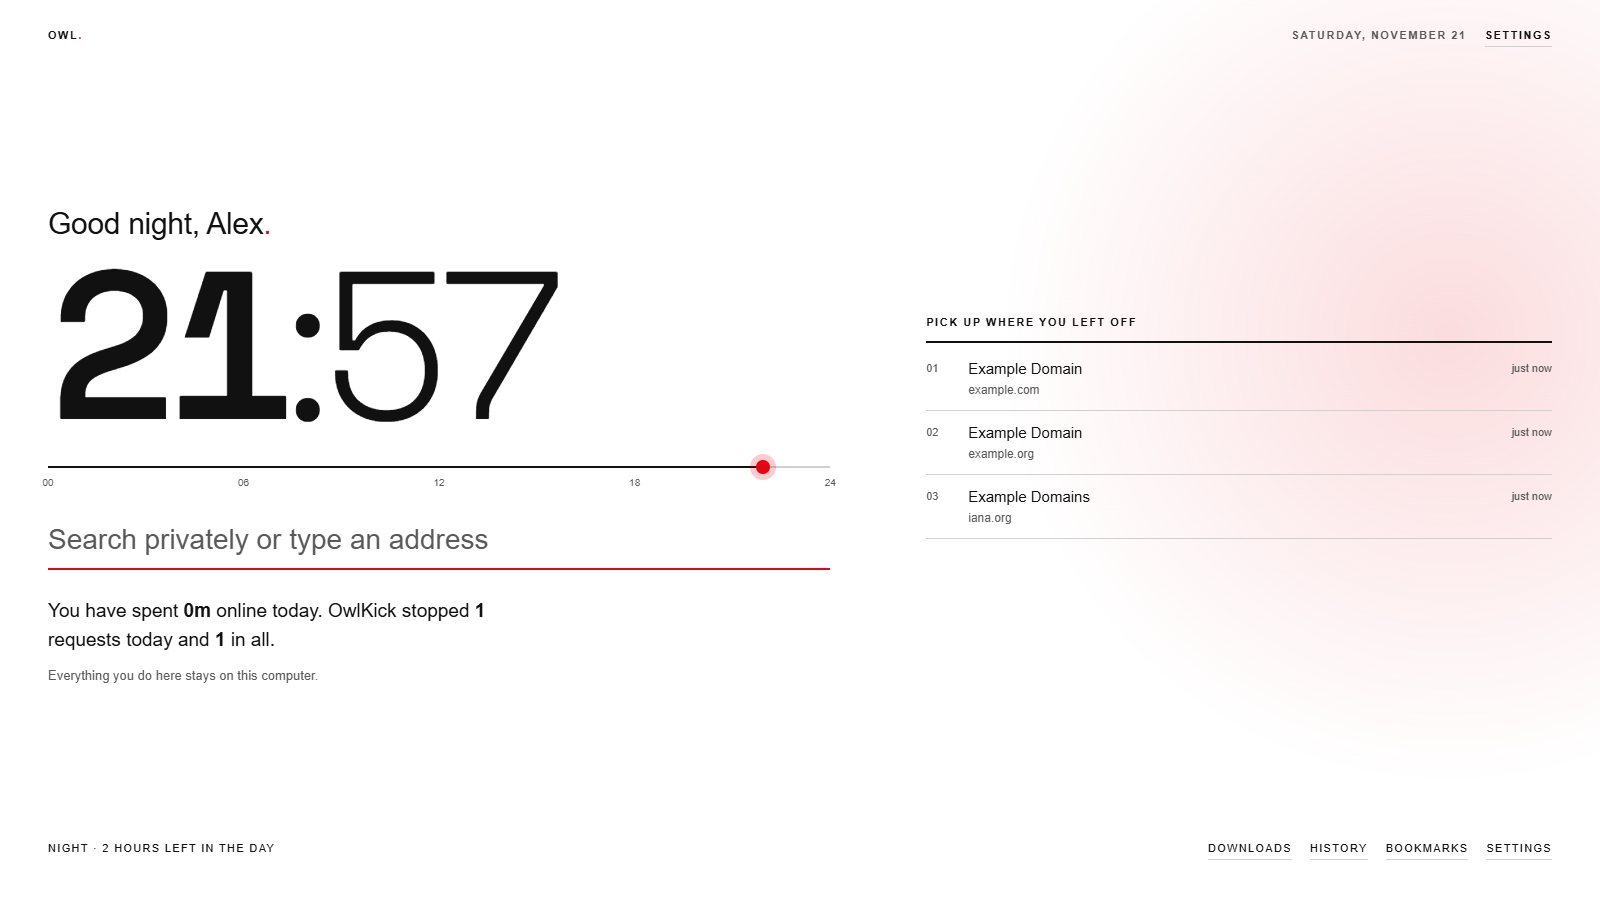 OWL.
SATURDAY, NOVEMBER 21 SETTINGS
Good night, Alex.
21:57
00 06 12 18 24
Search privately or type an address
You have spent 0m online today. OwlKick stopped 1
requests today and 1 in all.
Everything you do here stays on this computer.
PICK UP WHERE YOU LEFT OFF
01 Example Domain just now
example.com
02 Example Domain just now
example.org
03 Example Domains just now
iana.org
NIGHT · 2 HOURS LEFT IN THE DAY
DOWNLOADS HISTORY BOOKMARKS SETTINGS